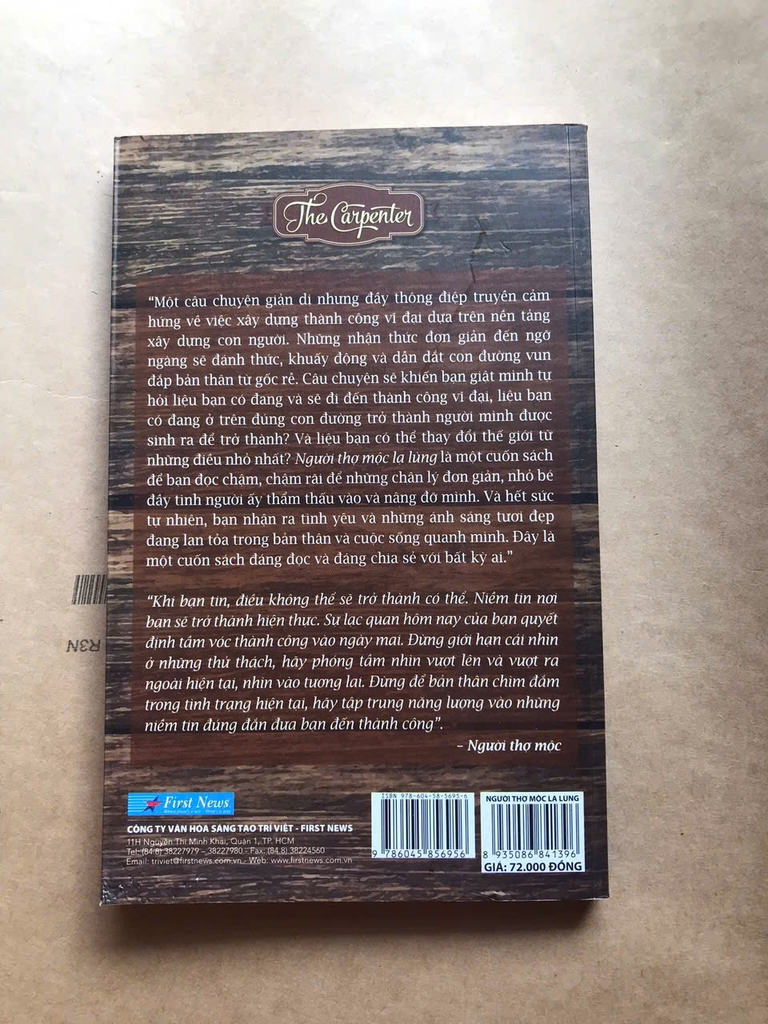 The Carpenter
“Một câu chuyện giản dị nhưng đầy thông điệp truyền cảm
hứng về việc xây dựng thành công vĩ đại dựa trên nền tảng
xây dựng con người. Những nhận thức đơn giản đến ngỡ
ngàng sẽ đánh thức, khuấy động và dẫn dắt con đường vun
đắp bản thân từ gốc rễ. Câu chuyện sẽ khiến bạn giật mình tự
hỏi liệu bạn có đang và sẽ đi đến thành công vĩ đại, liệu bạn
có đang ở trên đúng con đường trở thành người mình được
sinh ra để trở thành? Và liệu bạn có thể thay đổi thế giới từ
những điều nhỏ nhất? Người thợ mộc lạ lùng là một cuốn sách
để bạn đọc chậm, chậm rãi để những chân lý đơn giản, nhỏ bé
đầy tình người ấy thẩm thấu vào và nâng đỡ mình. Và hết sức
tự nhiên, bạn nhận ra tình yêu và những ánh sáng tươi đẹp
đang lan tỏa trong bản thân và cuộc sống quanh mình. Đây là
một cuốn sách đáng đọc và đáng chia sẻ với bất kỳ ai.”
“Khi bạn tin, điều không thể sẽ trở thành có thể. Niềm tin nơi
bạn sẽ trở thành hiện thực. Sự lạc quan hôm nay của bạn quyết
định tầm vóc thành công vào ngày mai. Đừng giới hạn cái nhìn
ở những thử thách, hãy phóng tầm nhìn vượt lên và vượt ra
ngoài hiện tại, nhìn vào tương lai. Đừng để bản thân chìm đắm
trong tình trạng hiện tại, hãy tập trung năng lượng vào những
niềm tin đúng đắn đưa bạn đến thành công”.
– Người thợ mộc
R3N
First News
CÔNG TY VĂN HÓA SÁNG TẠO TRÍ VIỆT - FIRST NEWS
11H Nguyễn Thị Minh Khai, Quận 1, TP. HCM
Tel: (84.8) 38227979 – 38227980 - Fax: (84.8) 38224560
Email: triviet@firstnews.com.vn - Web: www.firstnews.com.vn
ISBN 978-604-58-5695-6
9 786045 856956
NGƯỜI THỢ MỘC LẠ LÙNG
8 935086 841396
GIÁ: 72.000 ĐỒNG